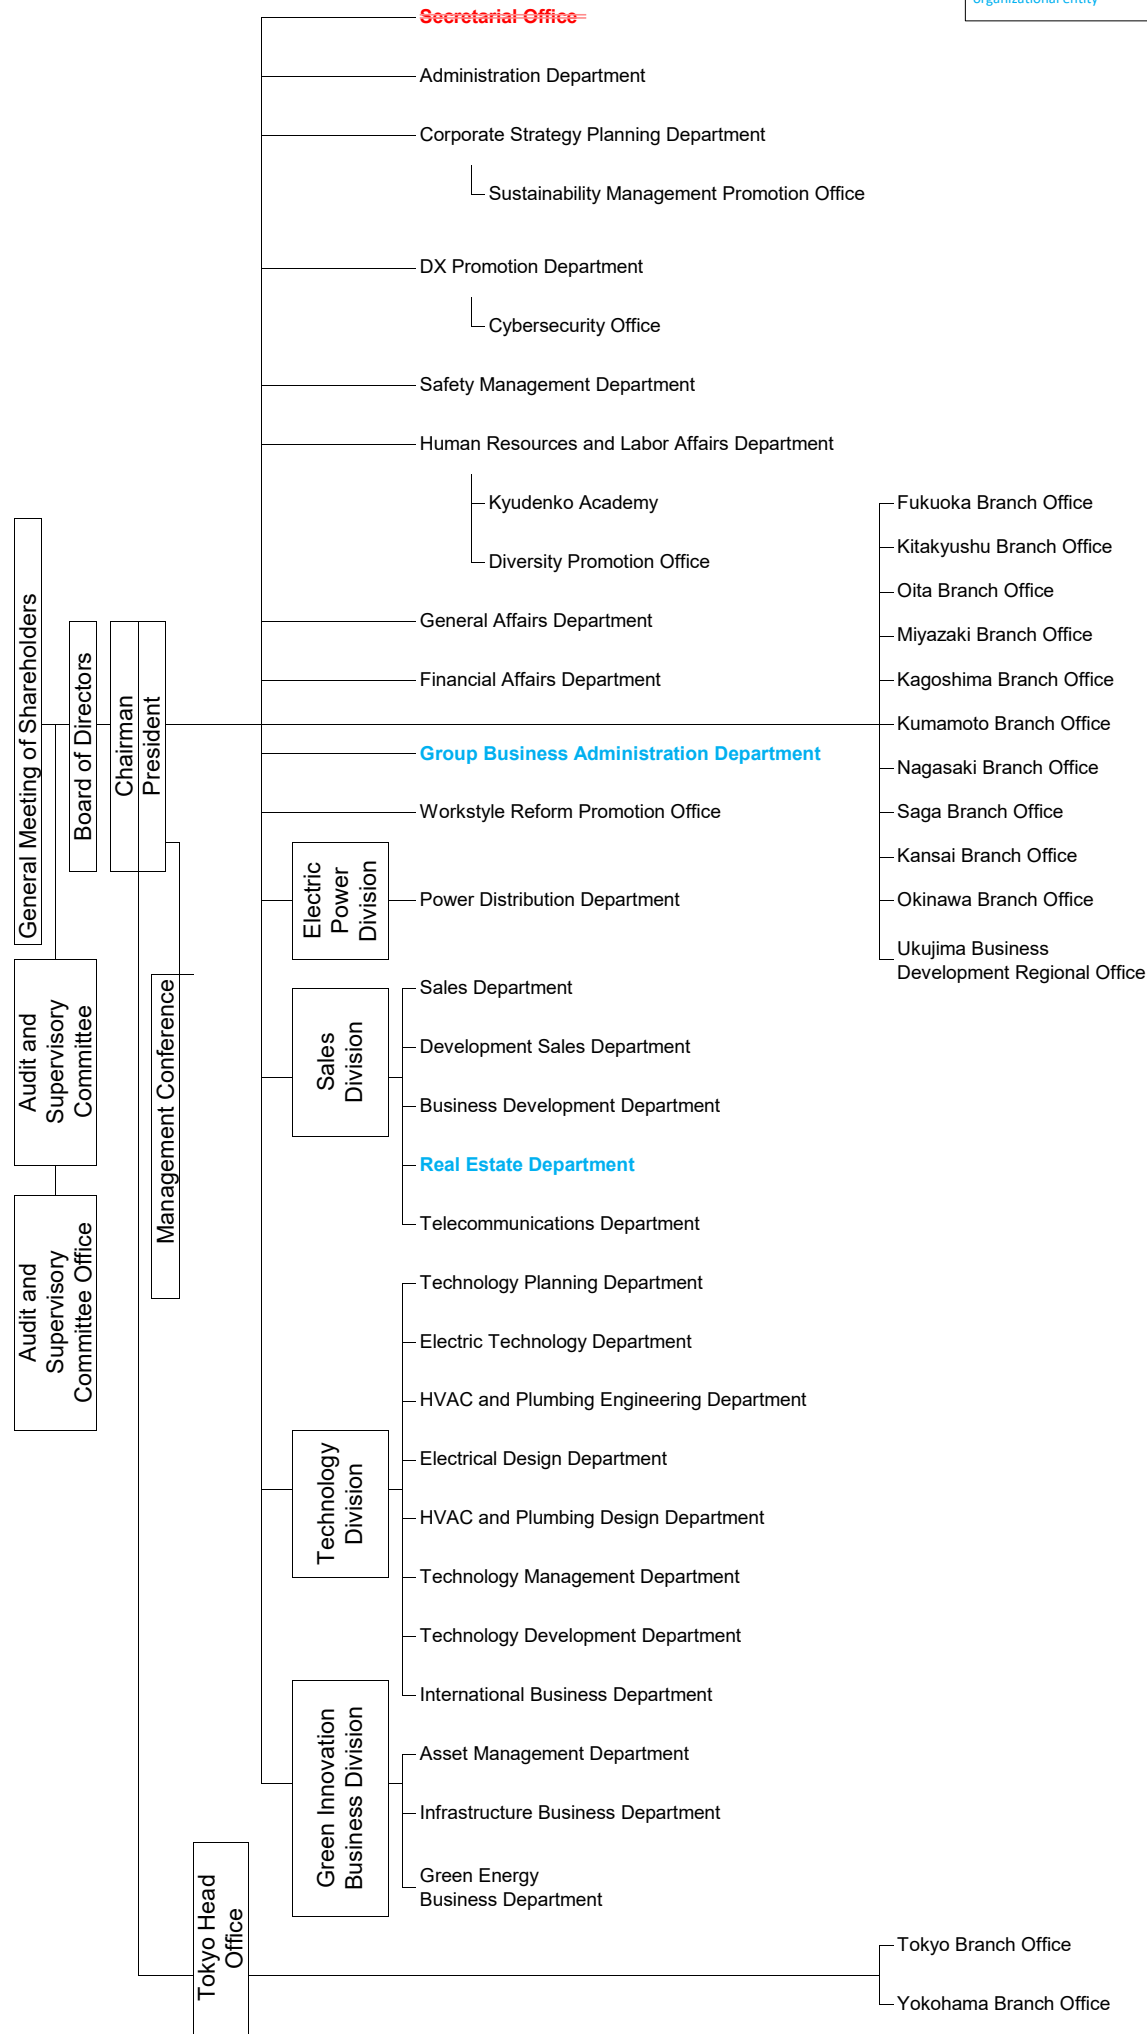 Secretarial Office
organizational entity
Administration Department
Corporate Strategy Planning Department
Sustainability Management Promotion Office
DX Promotion Department
Cybersecurity Office
Safety Management Department
Human Resources and Labor Affairs Department
Kyudenko Academy
Diversity Promotion Office
General Affairs Department
Financial Affairs Department
Group Business Administration Department
Workstyle Reform Promotion Office
General Meeting of Shareholders
Board of Directors
Chairman
President
Audit and
Supervisory
Committee
Audit and
Supervisory
Committee Office
Management Conference
Electric
Power
Division
Power Distribution Department
Sales
Division
Sales Department
Development Sales Department
Business Development Department
Real Estate Department
Telecommunications Department
Technology
Division
Technology Planning Department
Electric Technology Department
HVAC and Plumbing Engineering Department
Electrical Design Department
HVAC and Plumbing Design Department
Technology Management Department
Technology Development Department
International Business Department
Green Innovation
Business Division
Asset Management Department
Infrastructure Business Department
Green Energy
Business Department
Fukuoka Branch Office
Kitakyushu Branch Office
Oita Branch Office
Miyazaki Branch Office
Kagoshima Branch Office
Kumamoto Branch Office
Nagasaki Branch Office
Saga Branch Office
Kansai Branch Office
Okinawa Branch Office
Ukujima Business
Development Regional Office
Tokyo Head
Office
Tokyo Branch Office
Yokohama Branch Office